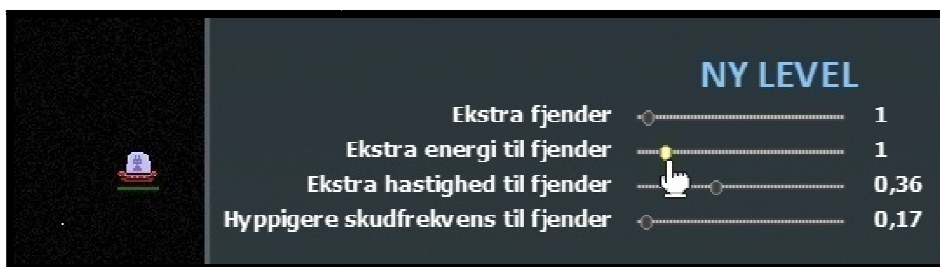 NY LEVEL
Ekstra fjender 1
Ekstra energi til fjender 1
Ekstra hastighed til fjender 0,36
Hyppigere skudfrekvens til fjender 0,17